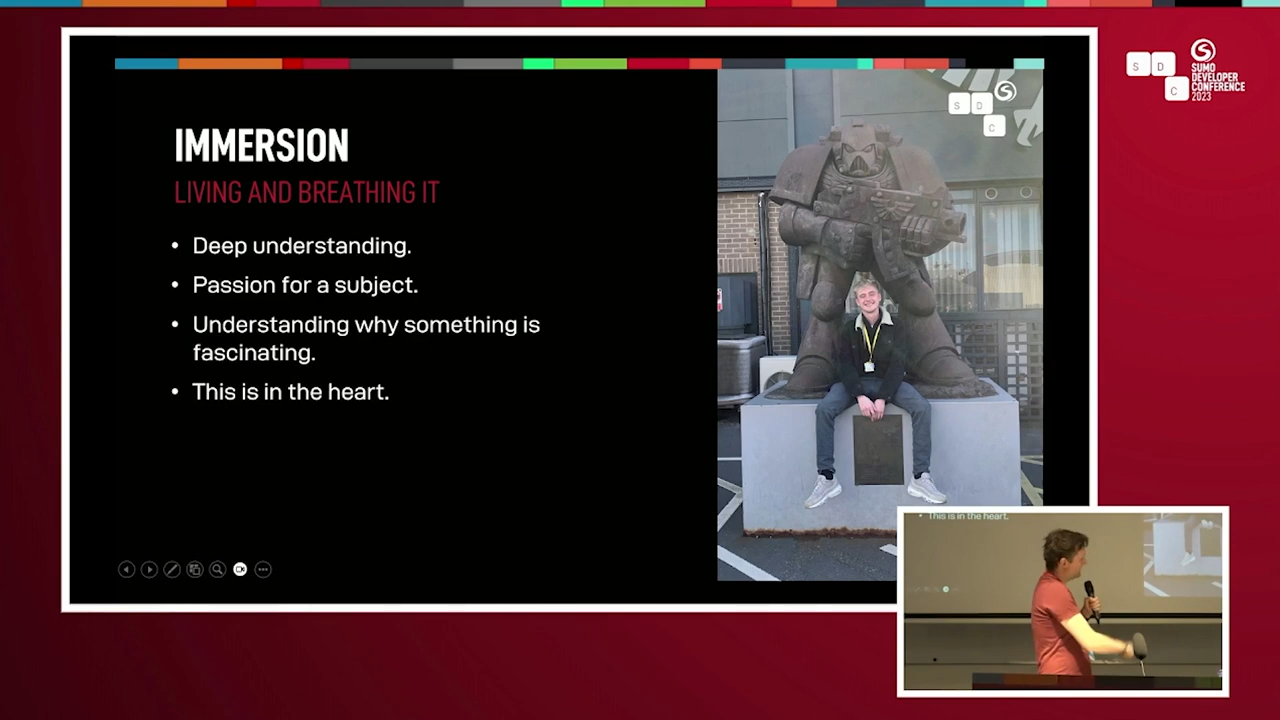 IMMERSION
LIVING AND BREATHING IT
• Deep understanding.
• Passion for a subject.
• Understanding why something is
fascinating.
• This is in the heart.
S D
C
S D
C
SUMO
DEVELOPER
CONFERENCE
2023
• This is in the heart.